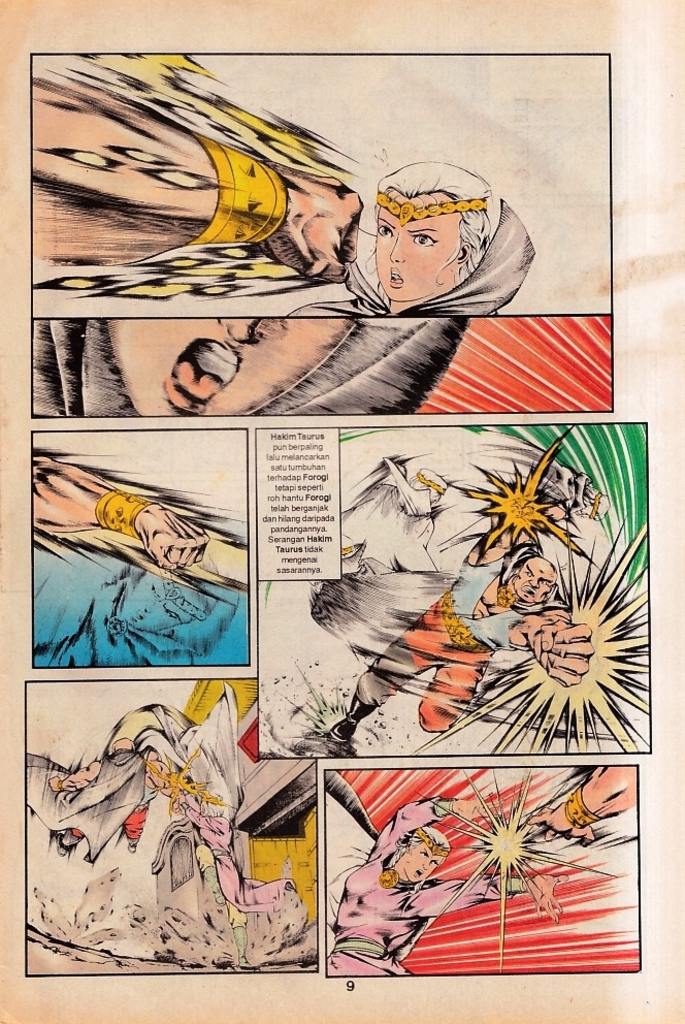 Hakim Taurus
pun berpaling
lalu melancarkan
satu tumbuhan
terhadap Forogi
tetapi seperti
roh hantu Forogi
telah berganjak
dan hilang daripada
pandangannya.
Serangan Hakim
Taurus tidak
mengenai
sasarannya.
9